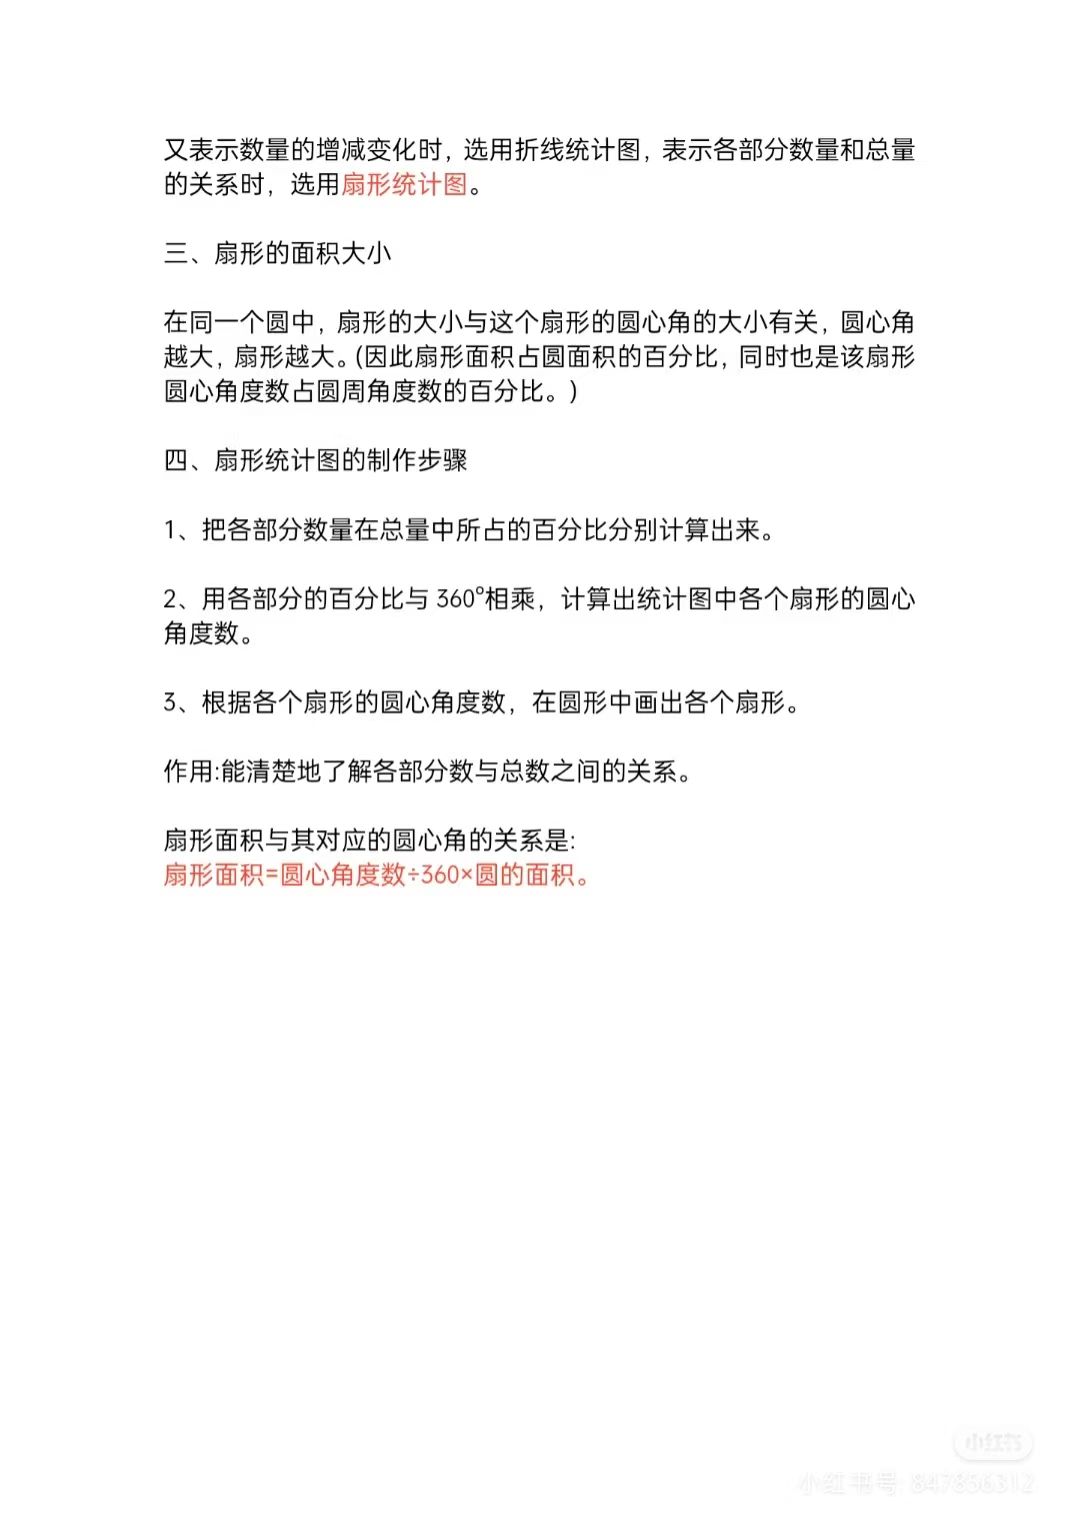 又表示数量的增减变化时，选用折线统计图，表示各部分数量和总量
的关系时，选用扇形统计图。
三、扇形的面积大小
在同一个圆中，扇形的大小与这个扇形的圆心角的大小有关，圆心角
越大，扇形越大。(因此扇形面积占圆面积的百分比，同时也是该扇形
圆心角度数占圆周角度数的百分比。)
四、扇形统计图的制作步骤
1、把各部分数量在总量中所占的百分比分别计算出来。
2、用各部分的百分比与 360°相乘，计算出统计图中各个扇形的圆心
角度数。
3、根据各个扇形的圆心角度数，在圆形中画出各个扇形。
作用:能清楚地了解各部分数与总数之间的关系。
扇形面积与其对应的圆心角的关系是:
扇形面积=圆心角度数÷360×圆的面积。
小红书
小红书号: 847856312